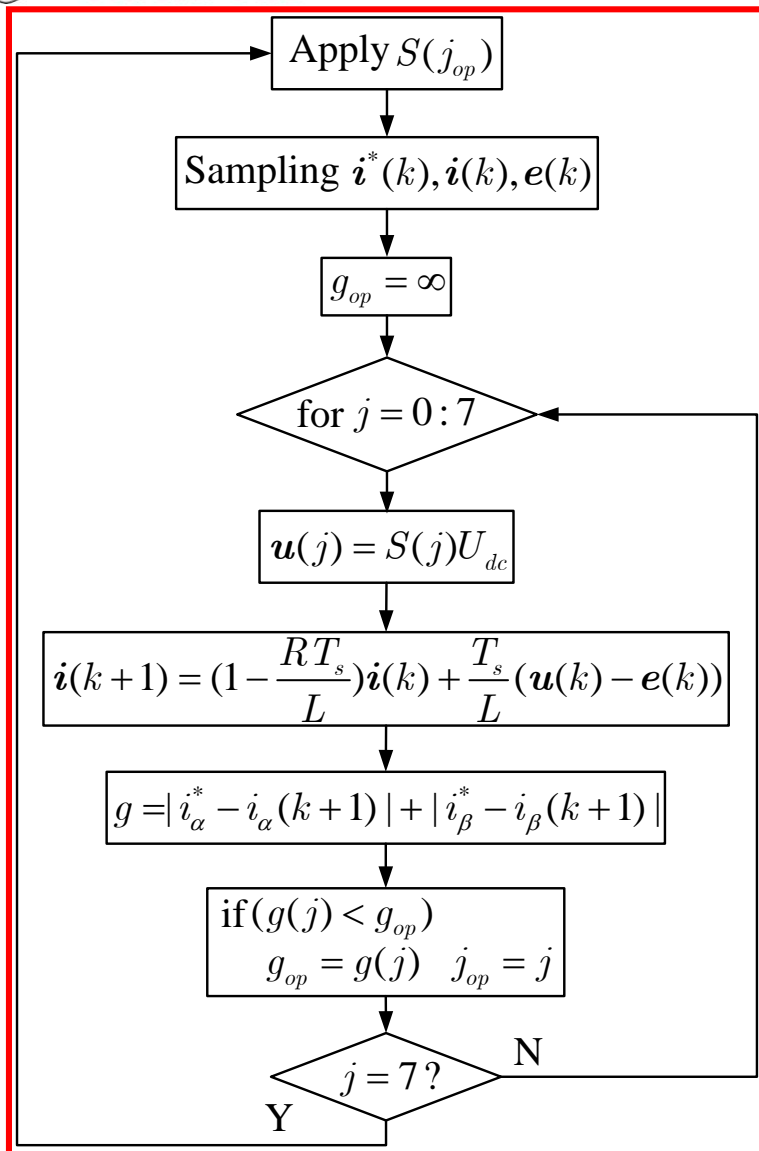 Apply S(j_op)
Sampling i*(k), i(k), e(k)
g_op = ∞
for j = 0 : 7
u(j) = S(j)U_dc
i(k+1) = (1 - RT_s/L)i(k) + T_s/L (u(k) - e(k))
g = | i*_α - i_α(k+1) | + | i*_β - i_β(k+1) |
if (g(j) < g_op)
g_op = g(j) j_op = j
j = 7 ?
N
Y